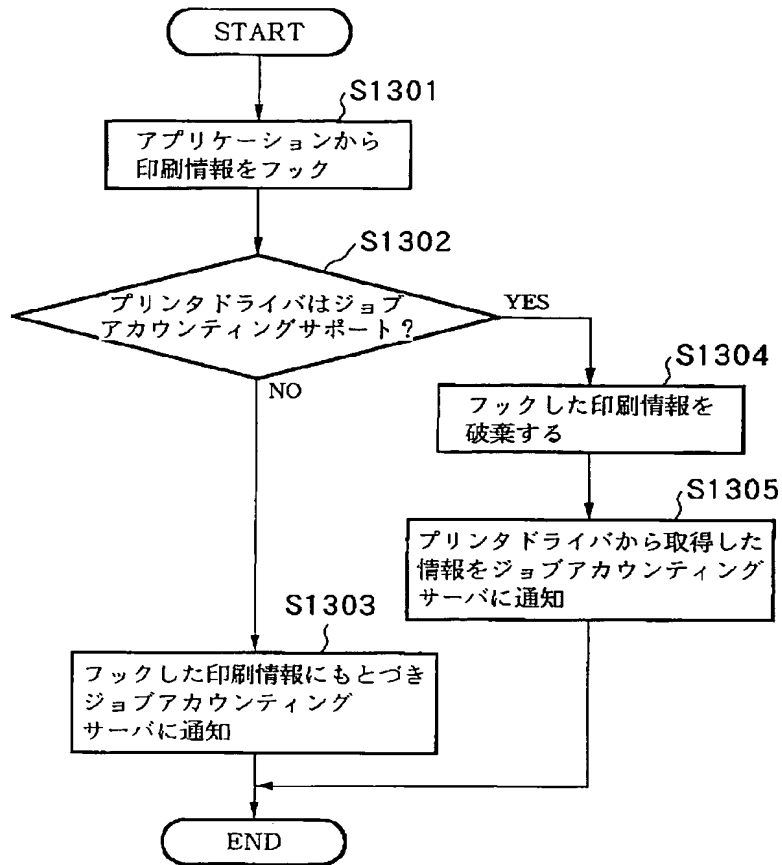 START
S1301
アプリケーションから
印刷情報をフック
S1302
プリンタドライバはジョブ
アカウンティングサポート？
YES
NO
S1304
フックした印刷情報を
破棄する
S1305
プリンタドライバから取得した
情報をジョブアカウンティング
サーバに通知
S1303
フックした印刷情報にもとづき
ジョブアカウンティング
サーバに通知
END